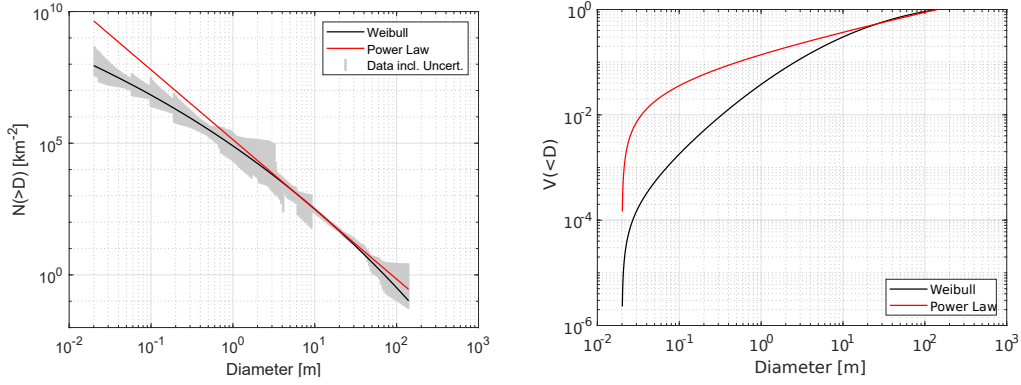 10^10
10^5
10^0
N(>D) [km^-2]
Weibull
Power Law
Data incl. Uncert.
10^-2 10^-1 10^0 10^1 10^2 10^3
Diameter [m]
10^0
10^-2
10^-4
10^-6
V(<D)
Weibull
Power Law
10^-2 10^-1 10^0 10^1 10^2 10^3
Diameter [m]